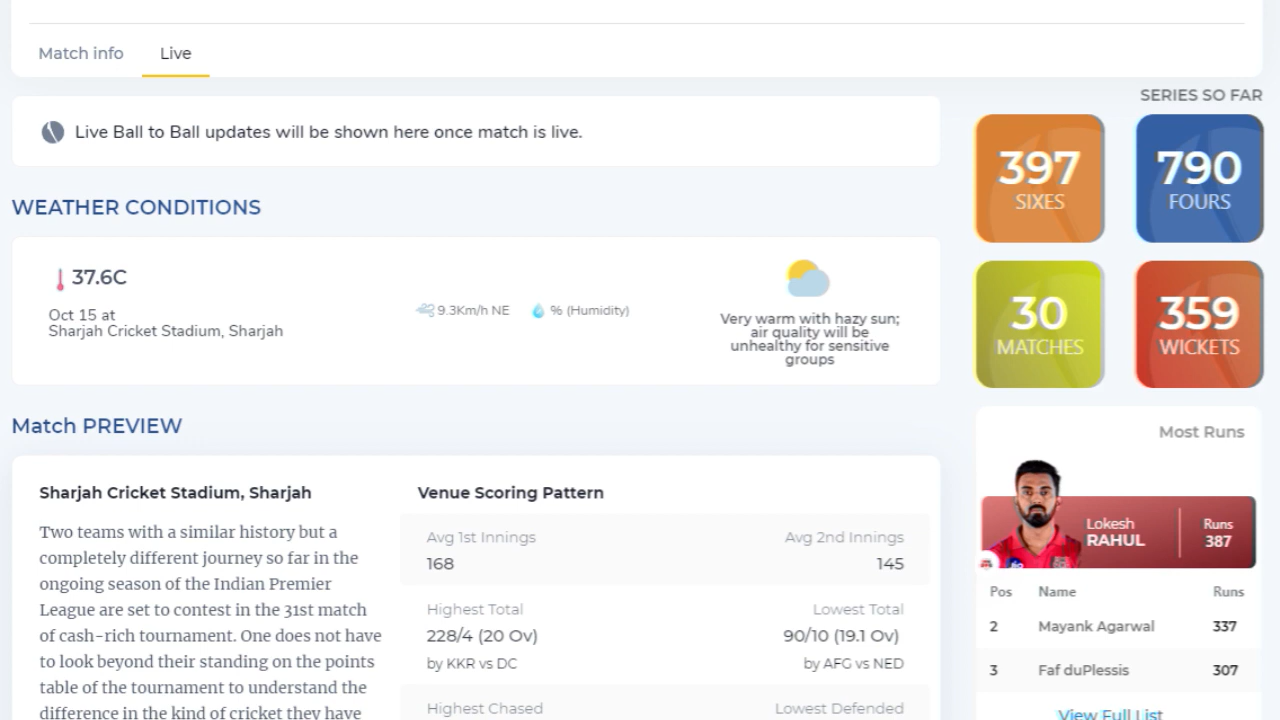 Match info
Live
Live Ball to Ball updates will be shown here once match is live.
WEATHER CONDITIONS
37.6C
Oct 15 at
Sharjah Cricket Stadium, Sharjah
9.3Km/h NE
% (Humidity)
Very warm with hazy sun;
air quality will be
unhealthy for sensitive
groups
Match PREVIEW
Sharjah Cricket Stadium, Sharjah
Two teams with a similar history but a
completely different journey so far in the
ongoing season of the Indian Premier
League are set to contest in the 31st match
of cash-rich tournament. One does not have
to look beyond their standing on the points
table of the tournament to understand the
difference in the kind of cricket they have
Venue Scoring Pattern
Avg 1st Innings
Avg 2nd Innings
168
145
Highest Total
Lowest Total
228/4 (20 Ov)
90/10 (19.1 Ov)
by KKR vs DC
by AFG vs NED
Highest Chased
Lowest Defended
SERIES SO FAR
397
SIXES
790
FOURS
30
MATCHES
359
WICKETS
Most Runs
Lokesh
RAHUL
Runs
387
Pos Name Runs
2 Mayank Agarwal 337
3 Faf duPlessis 307
View Full List